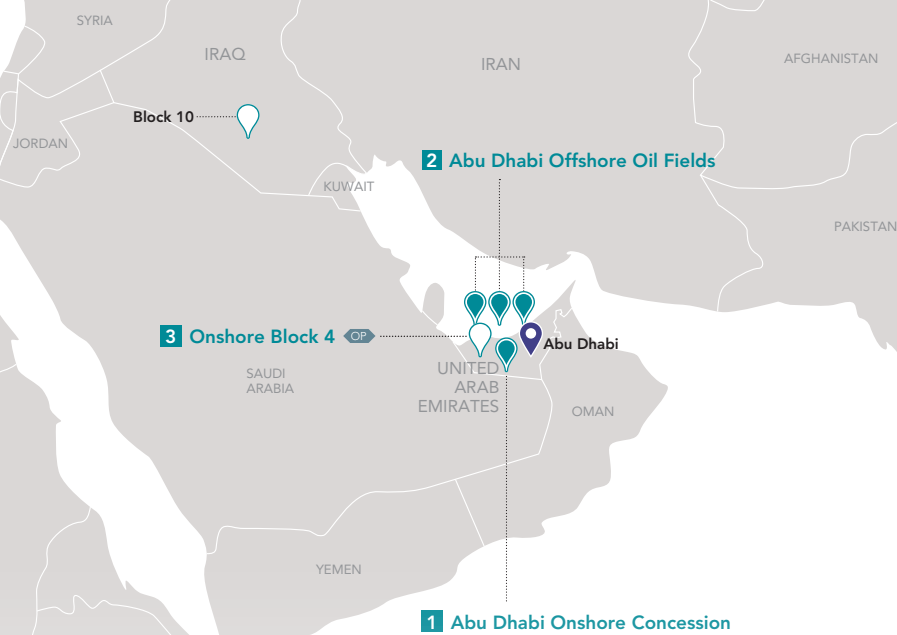 SYRIA
IRAQ
IRAN
AFGHANISTAN
Block 10
JORDAN
2 Abu Dhabi Offshore Oil Fields
KUWAIT
PAKISTAN
3 Onshore Block 4 OP
Abu Dhabi
SAUDI
ARABIA
UNITED
ARAB
EMIRATES
OMAN
YEMEN
1 Abu Dhabi Onshore Concession